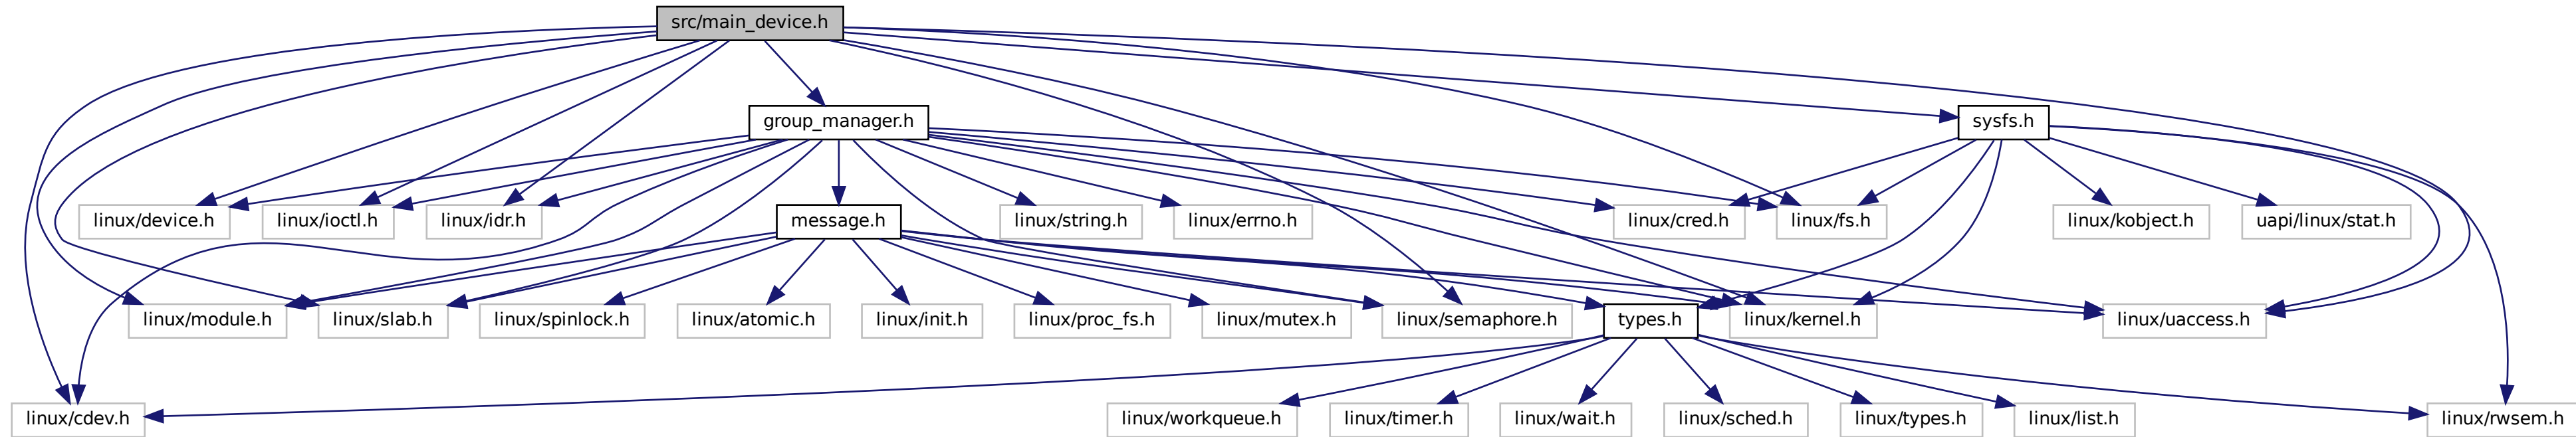 src/main_device.h
group_manager.h
sysfs.h
linux/device.h
linux/ioctl.h
linux/idr.h
message.h
linux/string.h
linux/errno.h
linux/cred.h
linux/fs.h
linux/kobject.h
uapi/linux/stat.h
linux/module.h
linux/slab.h
linux/spinlock.h
linux/atomic.h
linux/init.h
linux/proc_fs.h
linux/mutex.h
linux/semaphore.h
types.h
linux/kernel.h
linux/uaccess.h
linux/cdev.h
linux/workqueue.h
linux/timer.h
linux/wait.h
linux/sched.h
linux/types.h
linux/list.h
linux/rwsem.h